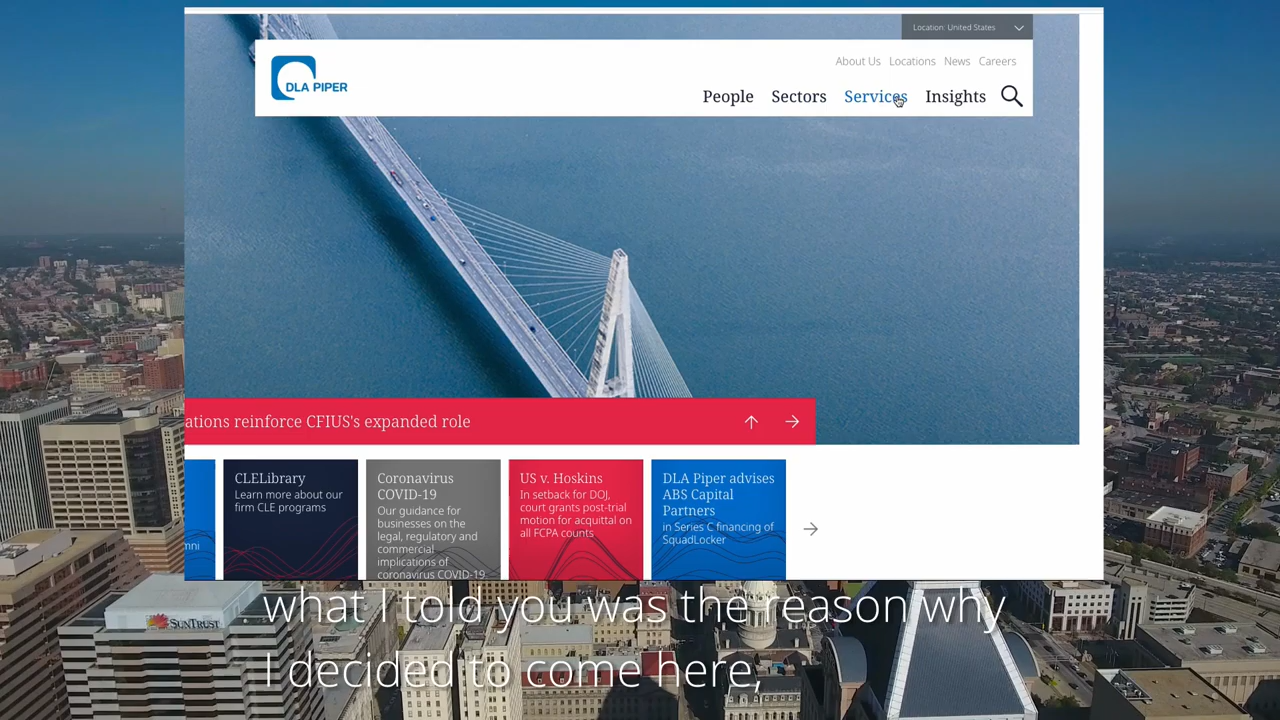 Location: United States
About Us Locations News Careers
DLA PIPER
People Sectors Services Insights
ations reinforce CFIUS's expanded role
mni
CLELibrary
Learn more about our
firm CLE programs
Coronavirus
COVID-19
Our guidance for
businesses on the
legal, regulatory and
commercial
implications of
coronavirus COVID-19
US v. Hoskins
In setback for DOJ,
court grants post-trial
motion for acquittal on
all FCPA counts
DLA Piper advises
ABS Capital
Partners
in Series C financing of
SquadLocker
SUNTRUST
what I told you was the reason why
I decided to come here,